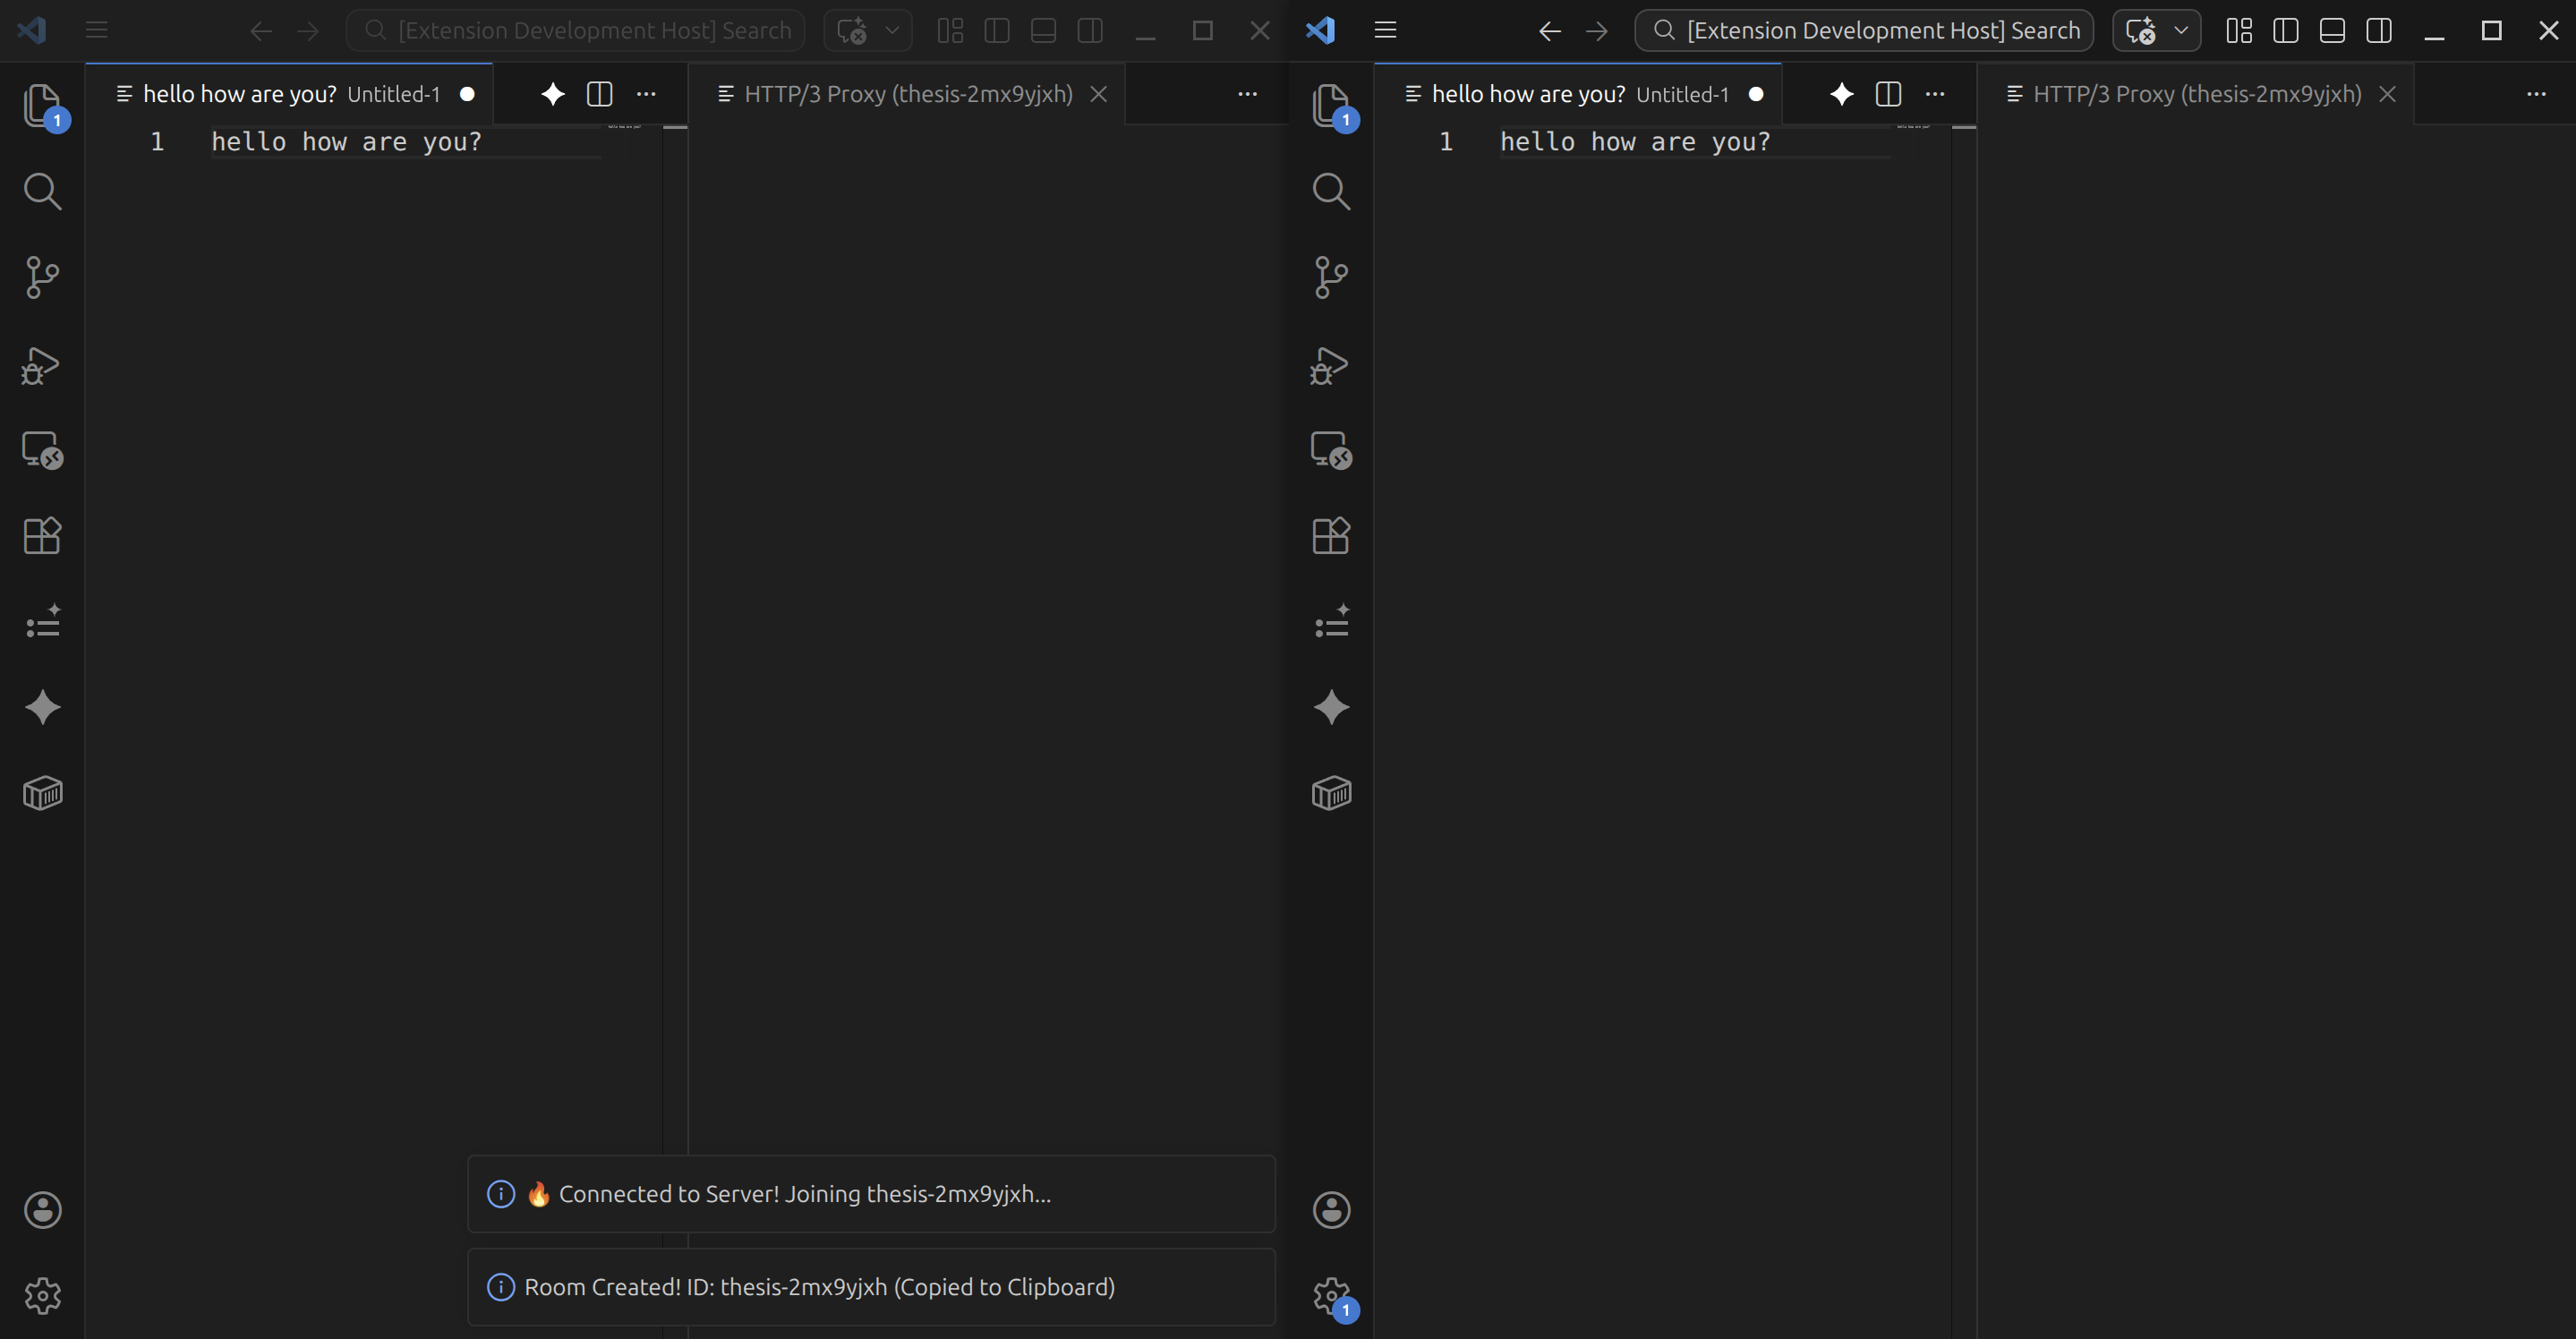 [Extension Development Host] Search
hello how are you? Untitled-1
HTTP/3 Proxy (thesis-2mx9yjxh)
1
1 hello how are you?
🔥 Connected to Server! Joining thesis-2mx9yjxh...
Room Created! ID: thesis-2mx9yjxh (Copied to Clipboard)
[Extension Development Host] Search
hello how are you? Untitled-1
HTTP/3 Proxy (thesis-2mx9yjxh)
1
1 hello how are you?
1